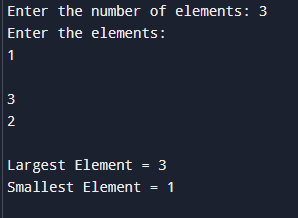 Enter the number of elements: 3
Enter the elements:
1
3
2
Largest Element = 3
Smallest Element = 1